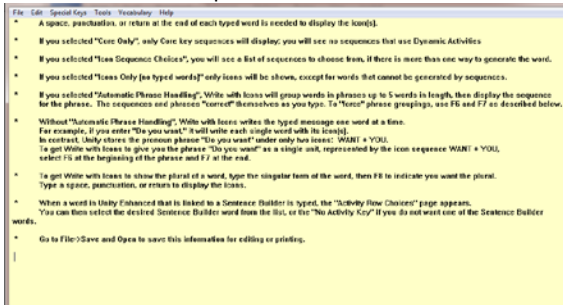 File Edit Special Keys Tools Vocabulary Help
* A space, punctuation, or return at the end of each typed word is needed to display the icon(s).
* If you selected "Core Only", only Core key sequences will display; you will see no sequences that use Dynamic Activities
* If you selected "Icon Sequence Choices", you will see a list of sequences to choose from, if there is more than one way to generate the word.
* If you selected "Icons Only [no typed words]" only icons will be shown, except for words that cannot be generated by sequences.
* If you selected "Automatic Phrase Handling", Write with Icons will group words in phrases up to 5 words in length, then display the sequence
for the phrase. The sequences and phrases "correct" themselves as you type. To "force" phrase groupings, use F6 and F7 as described below.
* Without "Automatic Phrase Handling", Write with Icons writes the typed message one word at a time.
For example, if you enter "Do you want," it will write each single word with its icon(s).
In contrast, Unity stores the pronoun phrase "Do you want" under only two icons: WANT + YOU.
To get Write with Icons to give you the phrase "Do you want" as a single unit, represented by the icon sequence WANT + YOU,
select F6 at the beginning of the phrase and F7 at the end.
* To get Write with Icons to show the plural of a word, type the singular form of the word, then F8 to indicate you want the plural.
Type a space, punctuation, or return to display the icons.
* When a word in Unity Enhanced that is linked to a Sentence Builder is typed, the "Activity Row Choices" page appears.
You can then select the desired Sentence Builder word from the list, or the "No Activity Key" if you do not want one of the Sentence Builder
words.
* Go to File->Save and Open to save this information for editing or printing.